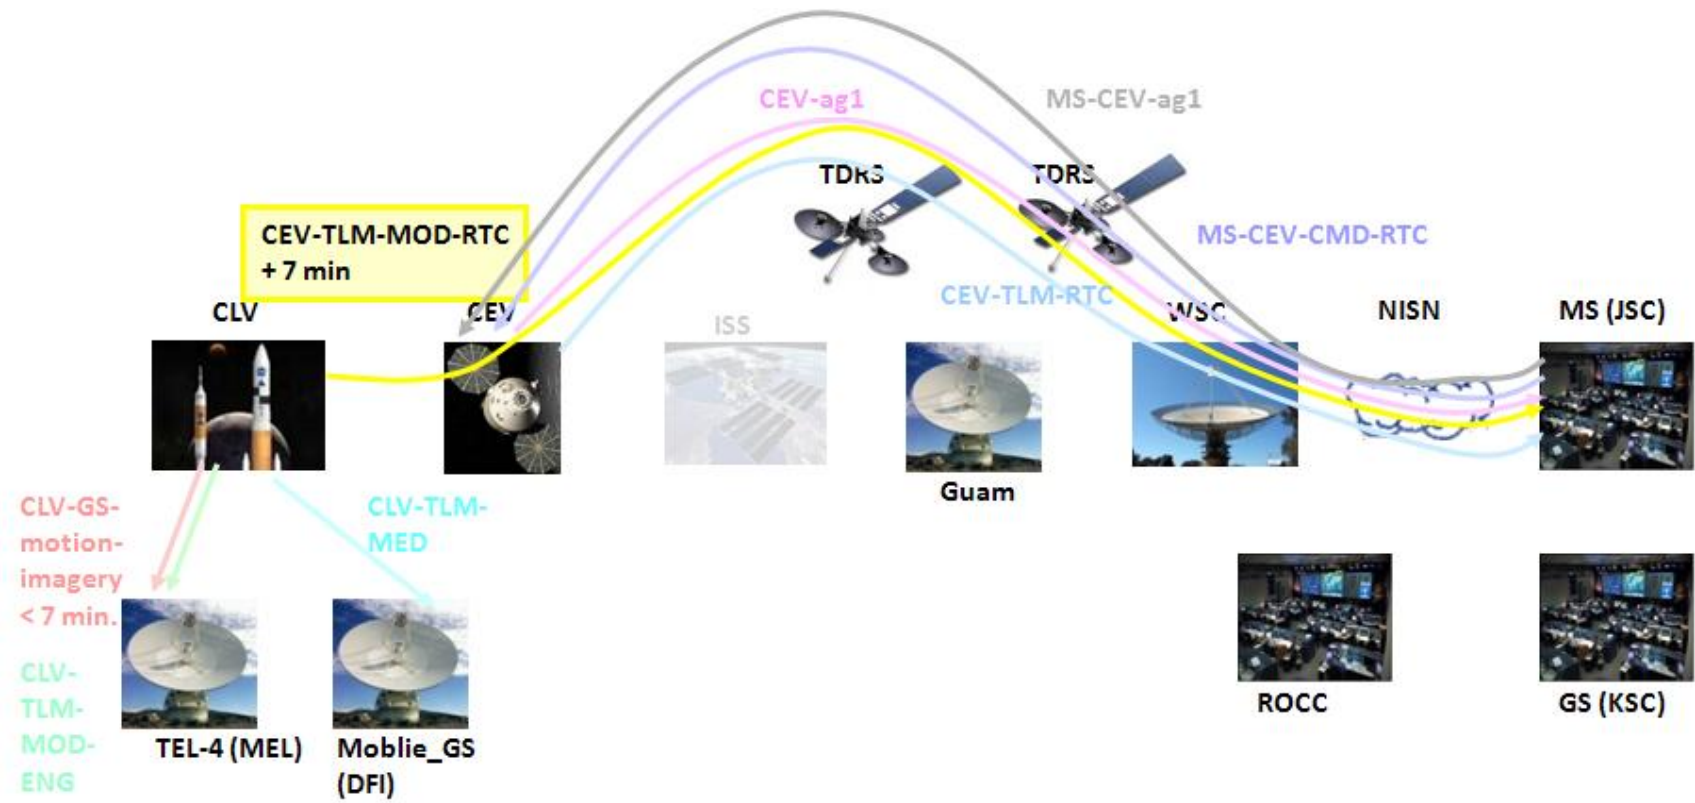 CEV-ag1
MS-CEV-ag1
TDRS
TDRS
CEV-TLM-MOD-RTC
+ 7 min
MS-CEV-CMD-RTC
CEV-TLM-RTC
CLV
CEV
ISS
WSC
NISN
MS (JSC)
Guam
CLV-GS-
motion-
imagery
< 7 min.
CLV-TLM-
MED
CLV-
TLM-
MOD-
ENG
TEL-4 (MEL)
Moblie_GS
(DFI)
ROCC
GS (KSC)